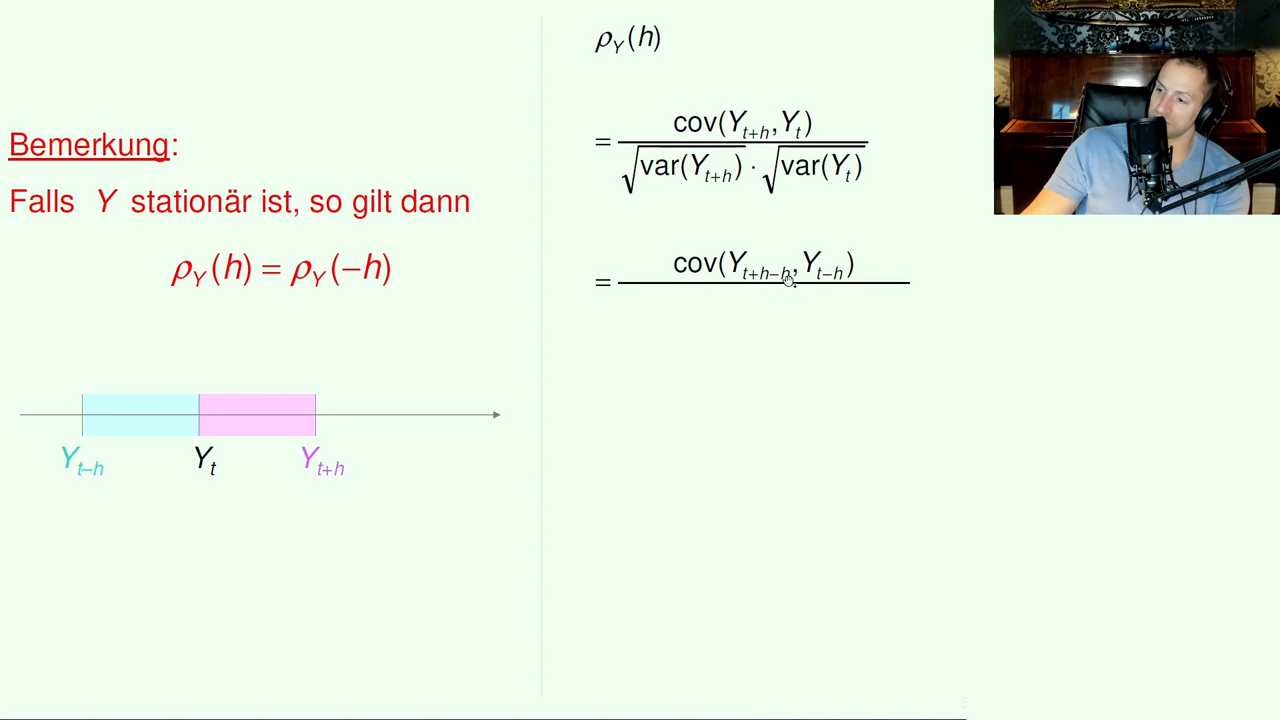 Bemerkung:
Falls Y stationär ist, so gilt dann
ρ_Y(h) = ρ_Y(−h)
Y_{t−h} Y_t Y_{t+h}
ρ_Y(h)
= cov(Y_{t+h},Y_t)
√var(Y_{t+h}) · √var(Y_t)
= cov(Y_{t+h−h},Y_{t−h})